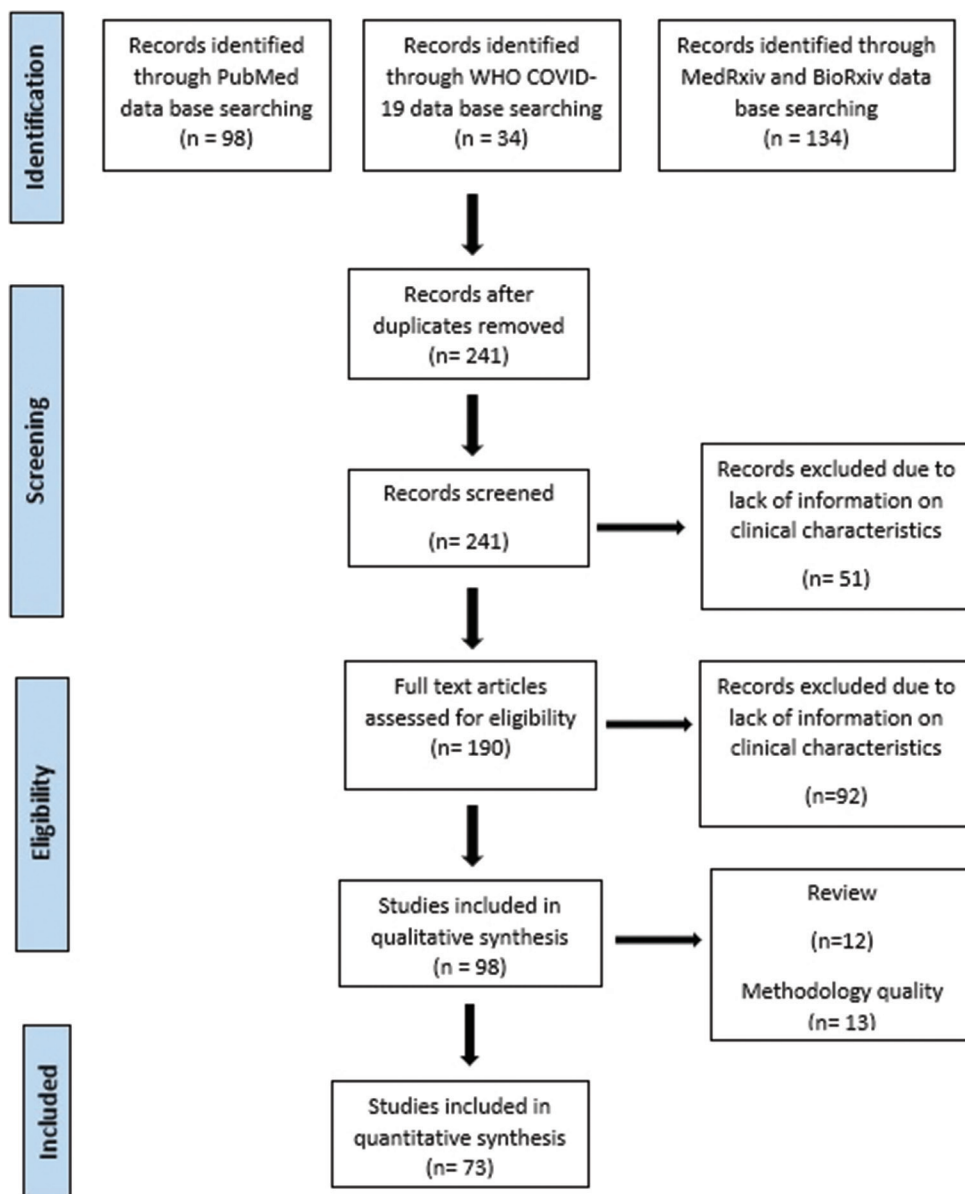 Identification
Records identified
through PubMed
data base searching
(n = 98)
Records identified
through WHO COVID-
19 data base searching
(n = 34)
Records identified through
MedRxiv and BioRxiv data
base searching
(n = 134)
Screening
Records after
duplicates removed
(n= 241)
Records screened
(n= 241)
Records excluded due to
lack of information on
clinical characteristics
(n= 51)
Eligibility
Full text articles
assessed for eligibility
(n= 190)
Records excluded due to
lack of information on
clinical characteristics
(n=92)
Studies included in
qualitative synthesis
(n = 98)
Review
(n=12)
Methodology quality
(n= 13)
Included
Studies included in
quantitative synthesis
(n= 73)